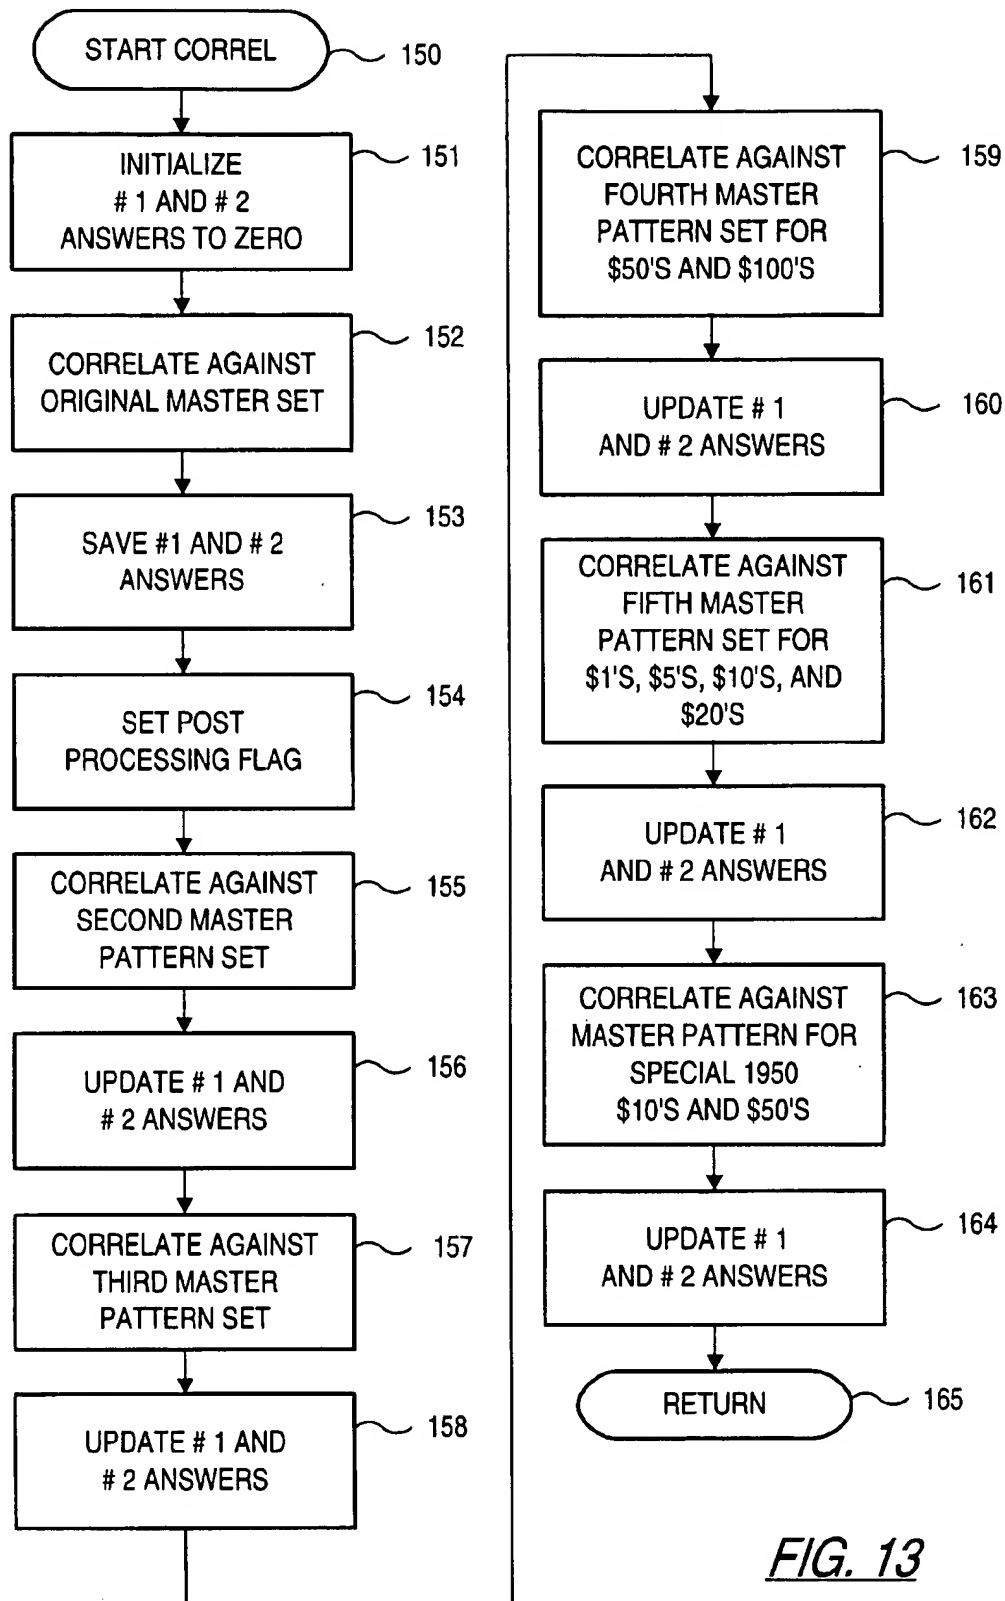 START CORREL
150
INITIALIZE
# 1 AND # 2
ANSWERS TO ZERO
151
CORRELATE AGAINST
ORIGINAL MASTER SET
152
SAVE #1 AND # 2
ANSWERS
153
SET POST
PROCESSING FLAG
154
CORRELATE AGAINST
SECOND MASTER
PATTERN SET
155
UPDATE # 1 AND
# 2 ANSWERS
156
CORRELATE AGAINST
THIRD MASTER
PATTERN SET
157
UPDATE # 1 AND
# 2 ANSWERS
158
CORRELATE AGAINST
FOURTH MASTER
PATTERN SET FOR
$50'S AND $100'S
159
UPDATE # 1
AND # 2 ANSWERS
160
CORRELATE AGAINST
FIFTH MASTER
PATTERN SET FOR
$1'S, $5'S, $10'S, AND
$20'S
161
UPDATE # 1
AND # 2 ANSWERS
162
CORRELATE AGAINST
MASTER PATTERN FOR
SPECIAL 1950
$10'S AND $50'S
163
UPDATE # 1
AND # 2 ANSWERS
164
RETURN
165
FIG. 13